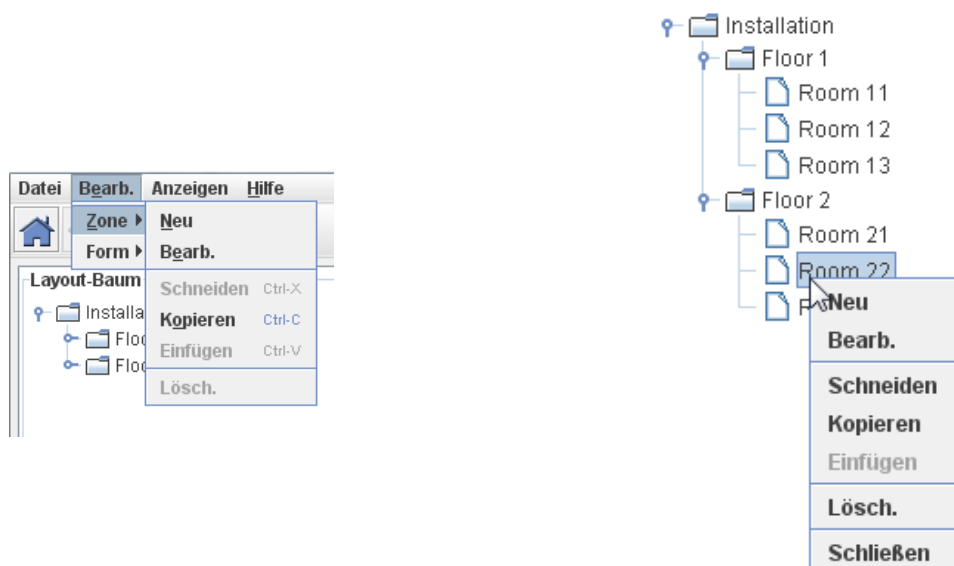 Datei Bearb. Anzeigen Hilfe
Zone Neu
Form Bearb.
Layout-Baum
Schneiden Ctrl-X
Installa
Kopieren Ctrl-C
Floo
Einfügen Ctrl-V
Floo
Lösch.
Installation
Floor 1
Room 11
Room 12
Room 13
Floor 2
Room 21
Room 22
Neu
Bearb.
Schneiden
Kopieren
Einfügen
Lösch.
Schließen